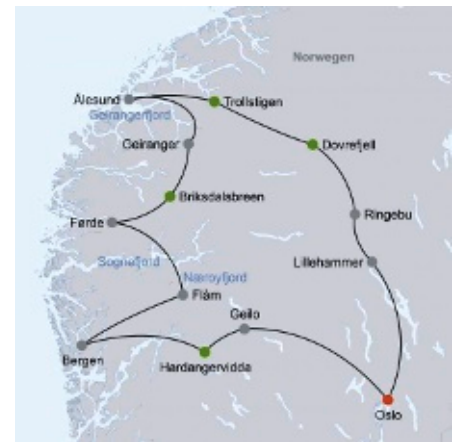 Norwegen
Ålesund
Trollstigen
Geirangerfjord
Geiranger
Dovrefjell
Briksdalsbreen
Ringebu
Førde
Sognefjord
Lillehammer
Nærøyfjord
Flåm
Geilo
Bergen
Hardangervidda
Oslo